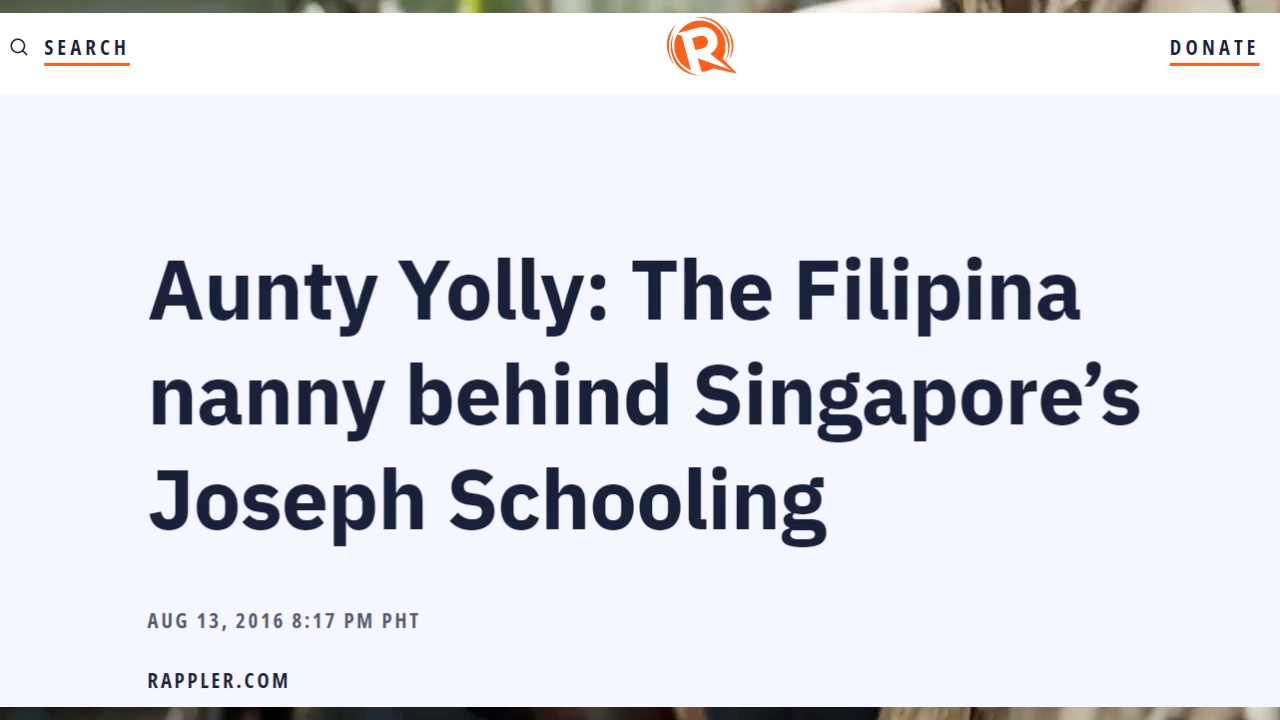 SEARCH
R
DONATE
Aunty Yolly: The Filipina
nanny behind Singapore’s
Joseph Schooling
AUG 13, 2016 8:17 PM PHT
RAPPLER.COM